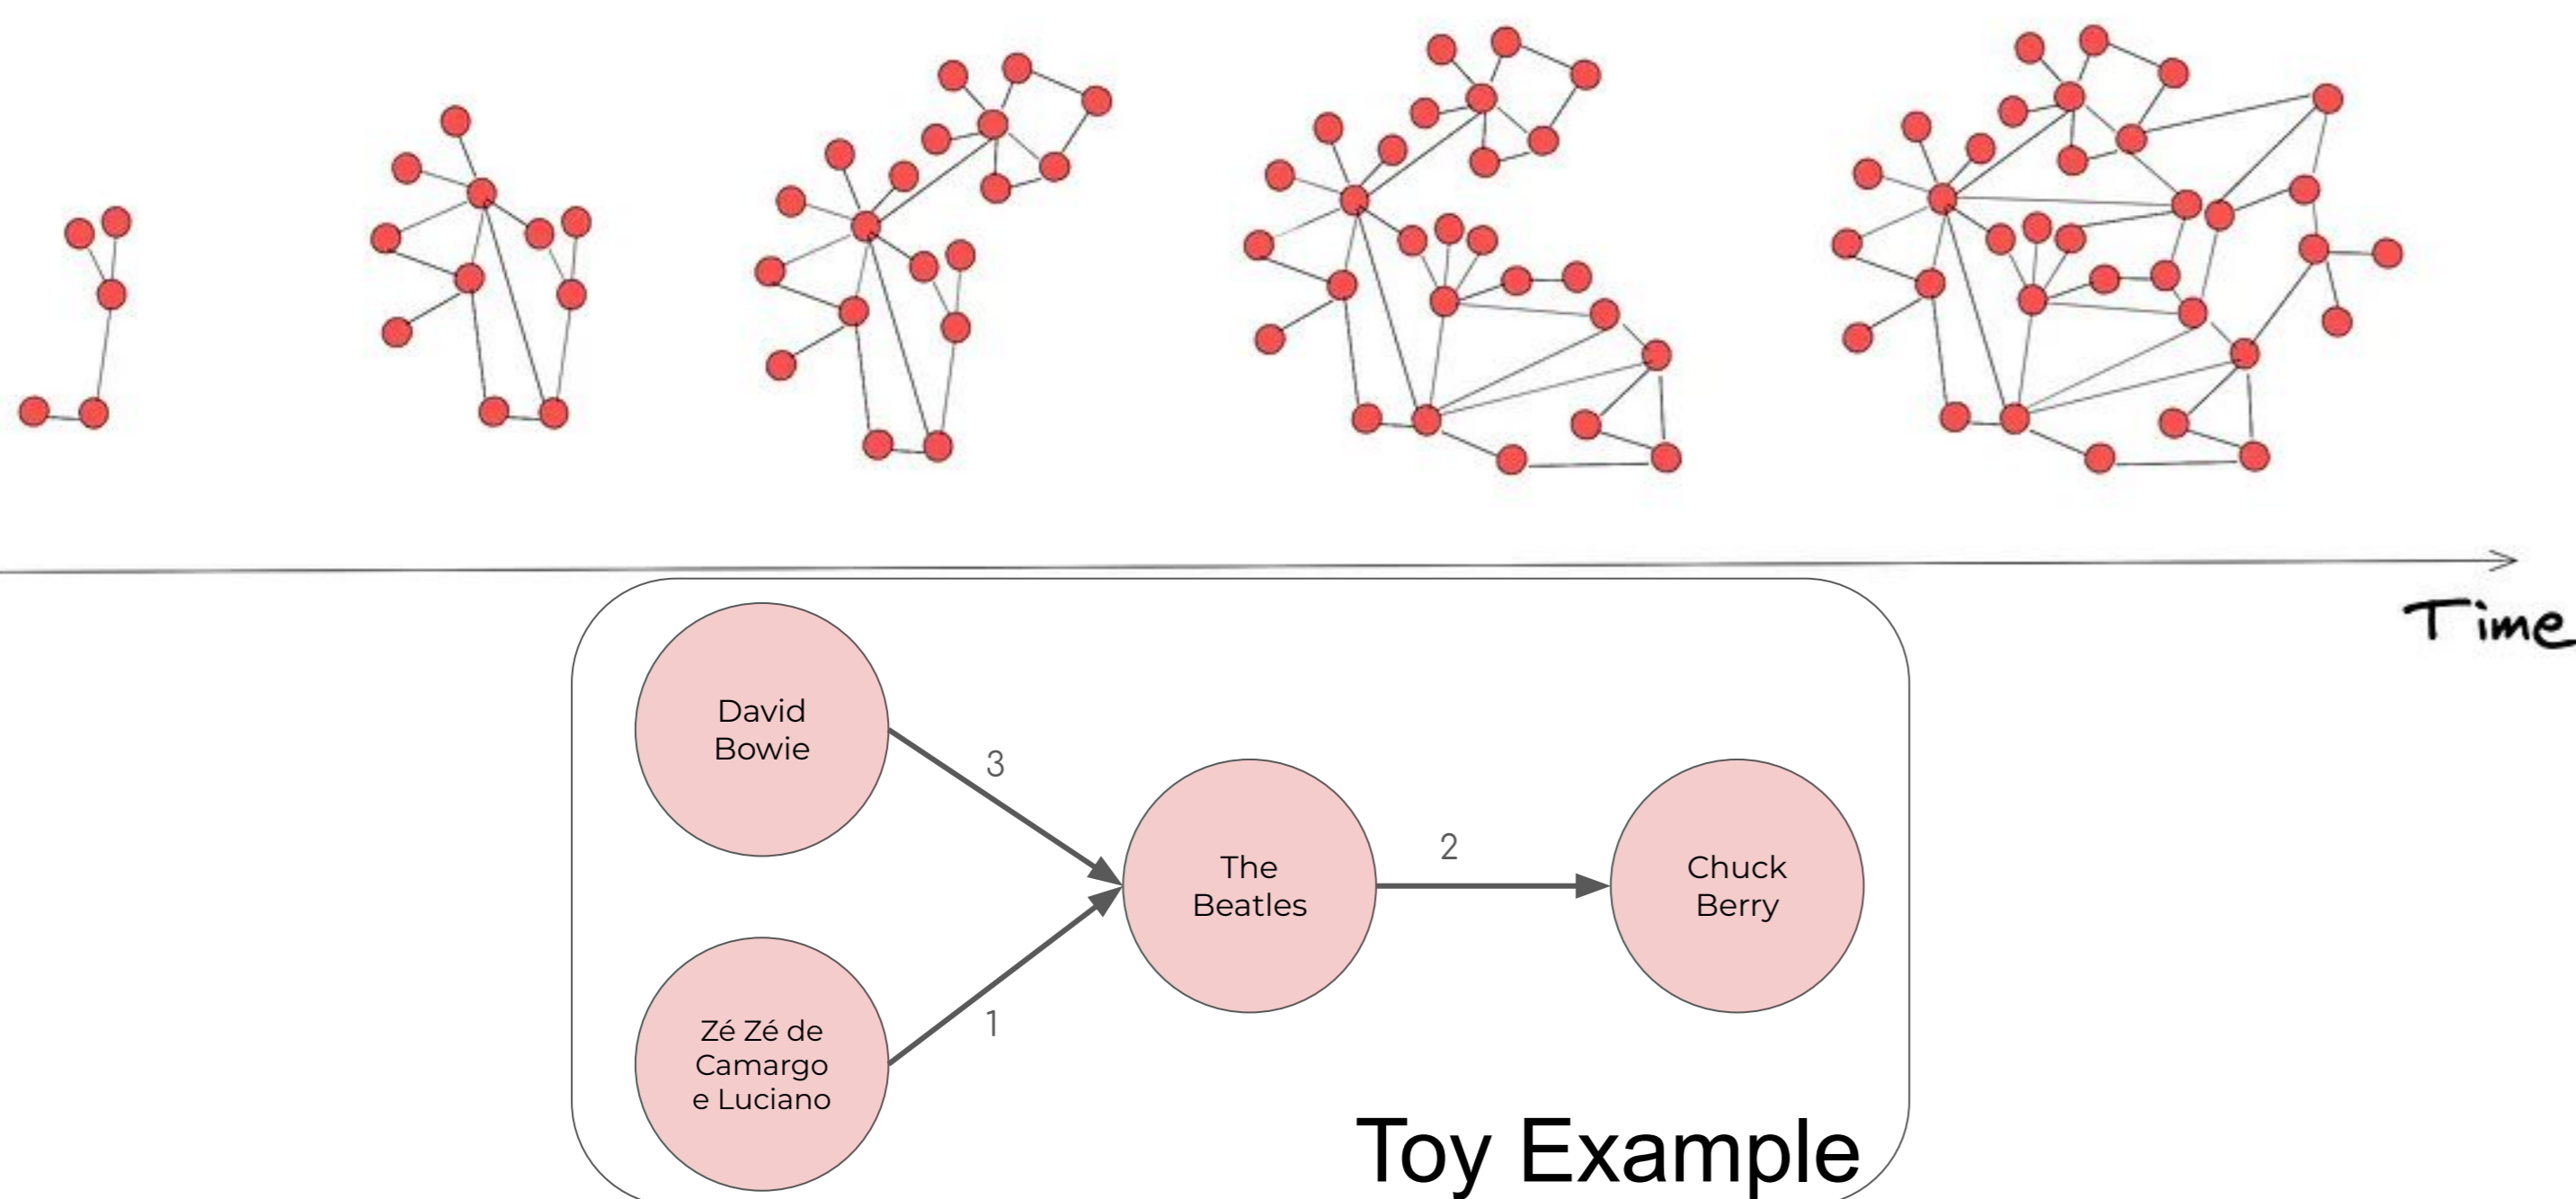 Time
David
Bowie
3
The
Beatles
2
Chuck
Berry
1
Zé Zé de
Camargo
e Luciano
Toy Example